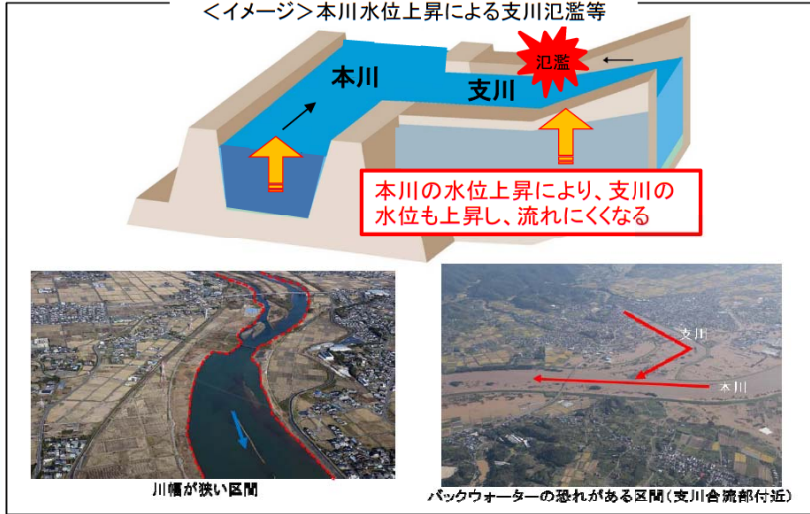 ＜イメージ＞本川水位上昇による支川氾濫等
氾濫
本川
支川
本川の水位上昇により、支川の
水位も上昇し、流れにくくなる
支川
本川
川幅が狭い区間
バックウォーターの恐れがある区間(支川合流部付近)